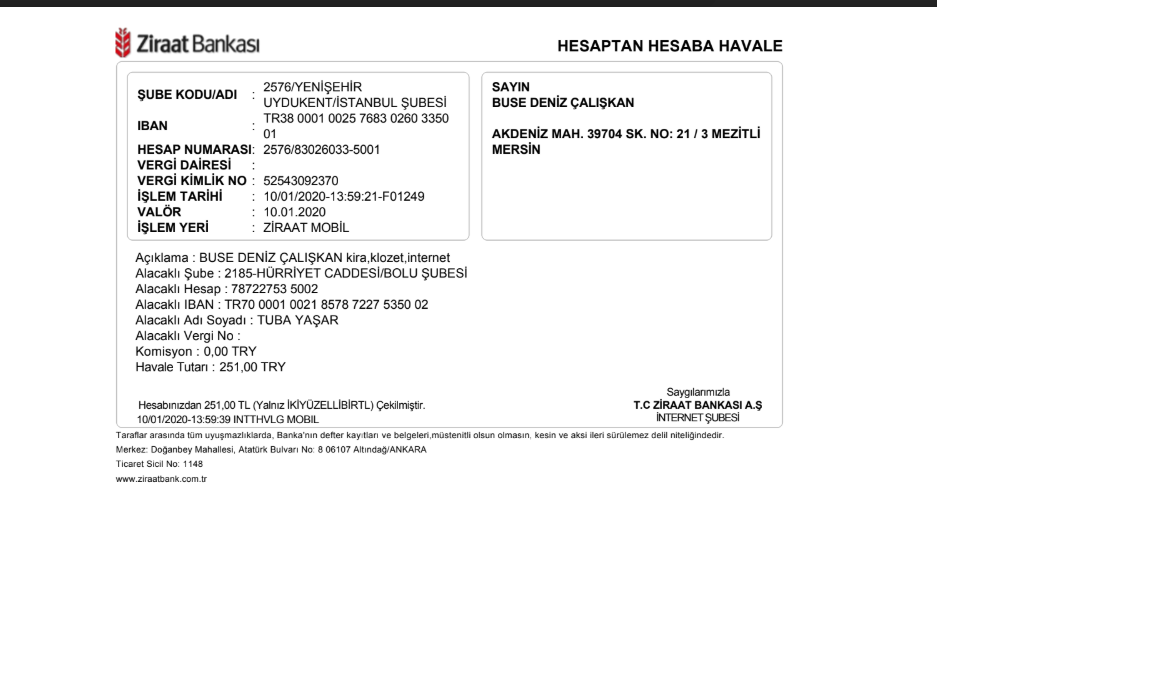 Ziraat Bankası
HESAPTAN HESABA HAVALE
ŞUBE KODU/ADI : 2576/YENİŞEHİR
UYDUKENT/İSTANBUL ŞUBESİ
IBAN : TR38 0001 0025 7683 0260 3350
01
HESAP NUMARASI: 2576/83026033-5001
VERGİ DAİRESİ :
VERGİ KİMLİK NO : 52543092370
İŞLEM TARİHİ : 10/01/2020-13:59:21-F01249
VALÖR : 10.01.2020
İŞLEM YERİ : ZİRAAT MOBİL
SAYIN
BUSE DENİZ ÇALIŞKAN
AKDENİZ MAH. 39704 SK. NO: 21 / 3 MEZİTLİ
MERSİN
Açıklama : BUSE DENİZ ÇALIŞKAN kira,klozet,internet
Alacaklı Şube : 2185-HÜRRİYET CADDESİ/BOLU ŞUBESİ
Alacaklı Hesap : 78722753 5002
Alacaklı IBAN : TR70 0001 0021 8578 7227 5350 02
Alacaklı Adı Soyadı : TUBA YAŞAR
Alacaklı Vergi No :
Komisyon : 0,00 TRY
Havale Tutarı : 251,00 TRY
Hesabınızdan 251,00 TL (Yalnız İKİYÜZELLİBİRTL) Çekilmiştir.
10/01/2020-13:59:39 INTTHVLG MOBIL
Saygılarımızla
T.C ZİRAAT BANKASI A.Ş
İNTERNET ŞUBESİ
Taraflar arasında tüm uyuşmazlıklarda, Banka'nın defter kayıtları ve belgeleri,müstenitli olsun olmasın, kesin ve aksi ileri sürülemez delil niteliğindedir.
Merkez: Doğanbey Mahallesi, Atatürk Bulvarı No: 8 06107 Altındağ/ANKARA
Ticaret Sicil No: 1148
www.ziraatbank.com.tr